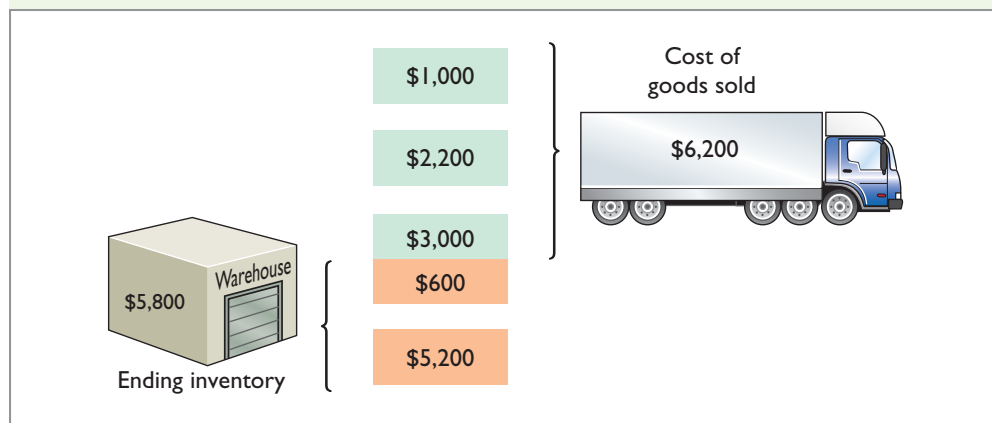 Cost of
goods sold
$1,000
$6,200
$2,200
$3,000
Warehouse
$600
$5,800
$5,200
Ending inventory